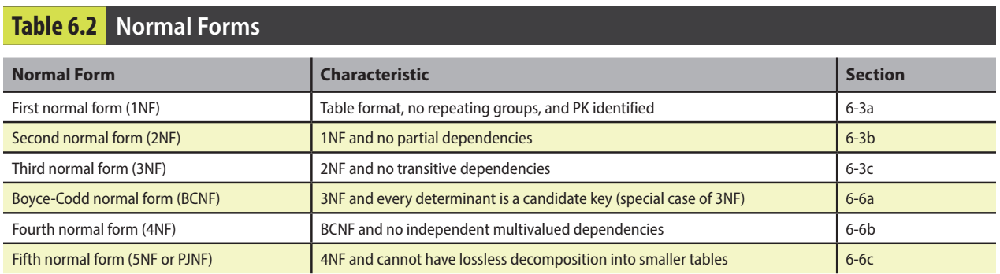 Table 6.2 Normal Forms
Normal Form Characteristic Section
First normal form (1NF) Table format, no repeating groups, and PK identified 6-3a
Second normal form (2NF) 1NF and no partial dependencies 6-3b
Third normal form (3NF) 2NF and no transitive dependencies 6-3c
Boyce-Codd normal form (BCNF) 3NF and every determinant is a candidate key (special case of 3NF) 6-6a
Fourth normal form (4NF) BCNF and no independent multivalued dependencies 6-6b
Fifth normal form (5NF or PJNF) 4NF and cannot have lossless decomposition into smaller tables 6-6c